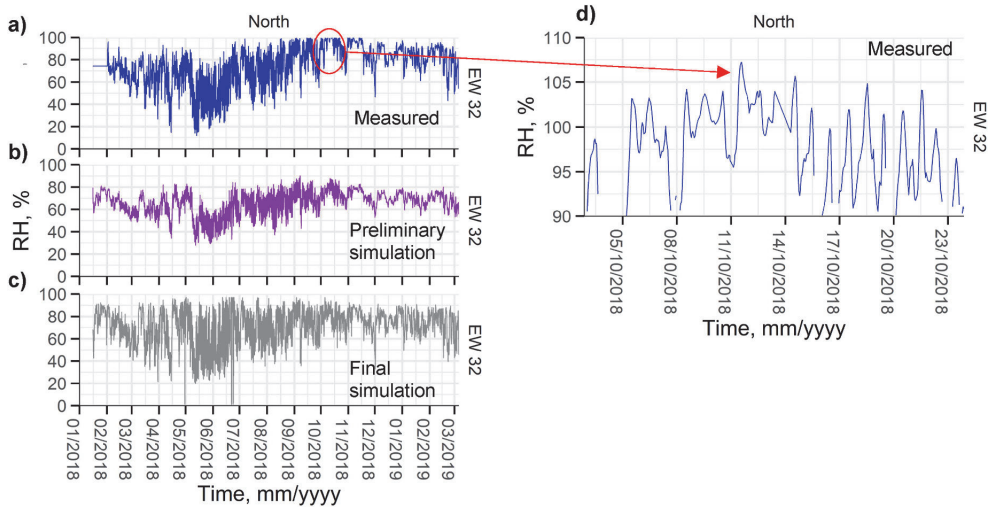 North
a)
100
80
60
40
20
0
Measured
EW 32
b)
100
80
60
40
20
0
RH, %
Preliminary
simulation
EW 32
c)
100
80
60
40
20
0
Final
simulation
EW 32
01/2018
02/2018
03/2018
04/2018
05/2018
06/2018
07/2018
08/2018
09/2018
10/2018
11/2018
12/2018
01/2019
02/2019
03/2019
Time, mm/yyyy
d)
North
110
105
100
95
90
RH, %
Measured
EW 32
05/10/2018
08/10/2018
11/10/2018
14/10/2018
17/10/2018
20/10/2018
23/10/2018
Time, mm/yyyy